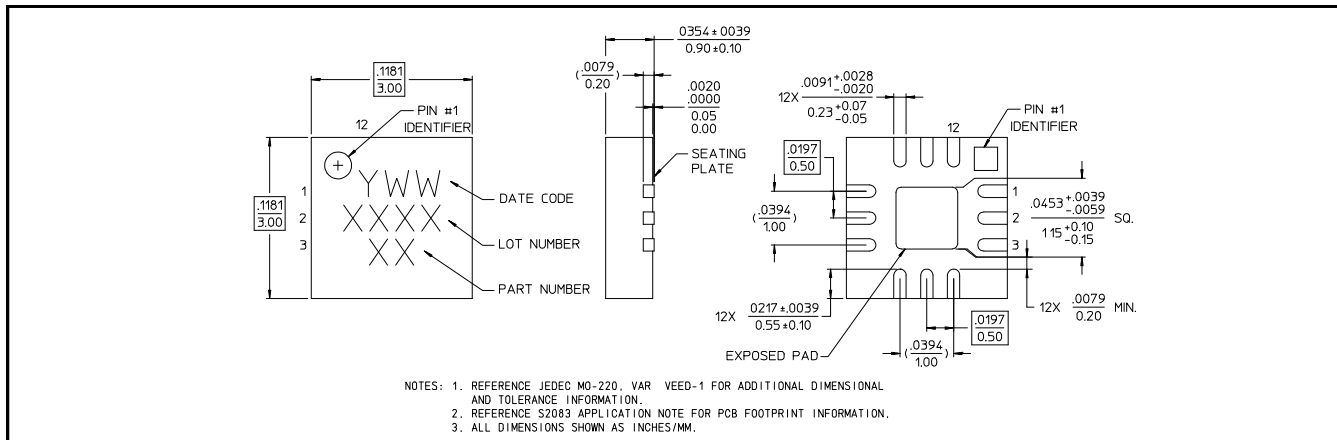 .1181
3.00
12
PIN #1
IDENTIFIER
.1181
3.00
1
2
3
YWW
XXXX
XX
DATE CODE
LOT NUMBER
PART NUMBER
0354±0039
0.90±0.10
(.0079)
0.20
.0020
.0000
0.05
0.00
SEATING
PLATE
12X .0091 +.0028 -.0020
0.23 +0.07 -0.05
12
PIN #1
IDENTIFIER
.0197
0.50
(.0394)
1.00
1
2
3
.0453 +.0039 -.0059 SQ.
115 +0.10 -0.15
12X 0217±.0039
0.55±0.10
12X .0079 MIN.
0.20
.0197
0.50
EXPOSED PAD
(.0394)
1.00
NOTES: 1. REFERENCE JEDEC MO-220, VAR VEED-1 FOR ADDITIONAL DIMENSIONAL
AND TOLERANCE INFORMATION.
2. REFERENCE S2083 APPLICATION NOTE FOR PCB FOOTPRINT INFORMATION.
3. ALL DIMENSIONS SHOWN AS INCHES/MM.